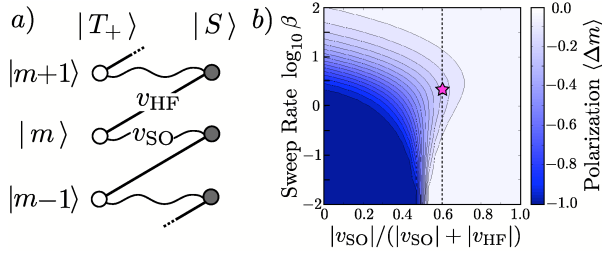 a)
|T+⟩ |S⟩
|m+1⟩
vHF
|m⟩
vSO
|m−1⟩
b)
Sweep Rate log10 β
2
1
0
−1
−2
0 0.2 0.4 0.6 0.8 1.0
|vSO|/(|vSO| + |vHF|)
0.0
−0.2
−0.4
−0.6
−0.8
−1.0
Polarization ⟨Δm⟩